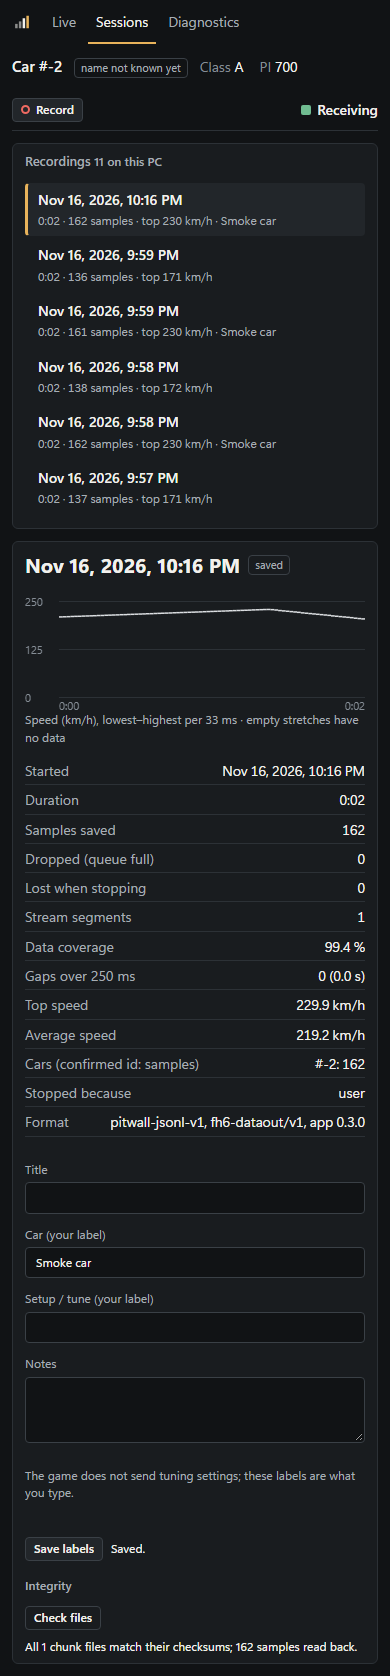 Live Sessions Diagnostics
Car #-2 name not known yet Class A PI 700
Record Receiving
Recordings 11 on this PC
Nov 16, 2026, 10:16 PM
0:02 · 162 samples · top 230 km/h · Smoke car
Nov 16, 2026, 9:59 PM
0:02 · 136 samples · top 171 km/h
Nov 16, 2026, 9:59 PM
0:02 · 161 samples · top 230 km/h · Smoke car
Nov 16, 2026, 9:58 PM
0:02 · 138 samples · top 172 km/h
Nov 16, 2026, 9:58 PM
0:02 · 162 samples · top 230 km/h · Smoke car
Nov 16, 2026, 9:57 PM
0:02 · 137 samples · top 171 km/h
Nov 16, 2026, 10:16 PM saved
250
125
0
0:00 0:02
Speed (km/h), lowest–highest per 33 ms · empty stretches have
no data
Started Nov 16, 2026, 10:16 PM
Duration 0:02
Samples saved 162
Dropped (queue full) 0
Lost when stopping 0
Stream segments 1
Data coverage 99.4 %
Gaps over 250 ms 0 (0.0 s)
Top speed 229.9 km/h
Average speed 219.2 km/h
Cars (confirmed id: samples) #-2: 162
Stopped because user
Format pitwall-jsonl-v1, fh6-dataout/v1, app 0.3.0
Title
Car (your label)
Smoke car
Setup / tune (your label)
Notes
The game does not send tuning settings; these labels are what
you type.
Save labels Saved.
Integrity
Check files
All 1 chunk files match their checksums; 162 samples read back.